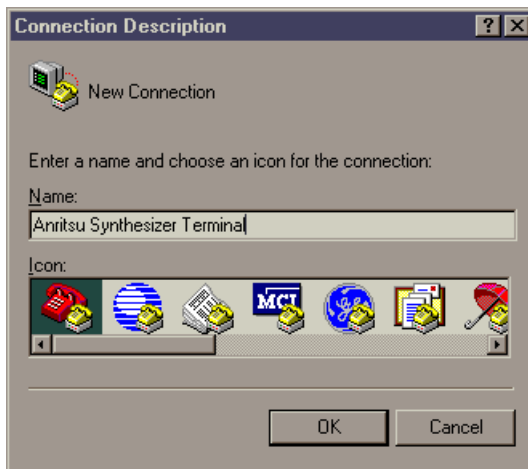 Connection Description
New Connection
Enter a name and choose an icon for the connection:
Name:
Anritsu Synthesizer Terminal
Icon:
MCI
OK Cancel